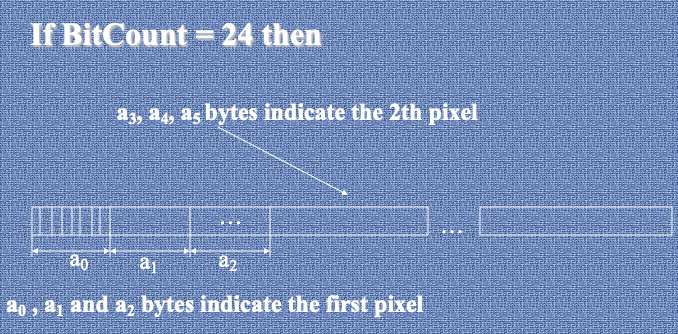 If BitCount = 24 then
a₃, a₄, a₅ bytes indicate the 2th pixel
...
...
a₀ a₁ a₂
a₀ , a₁ and a₂ bytes indicate the first pixel